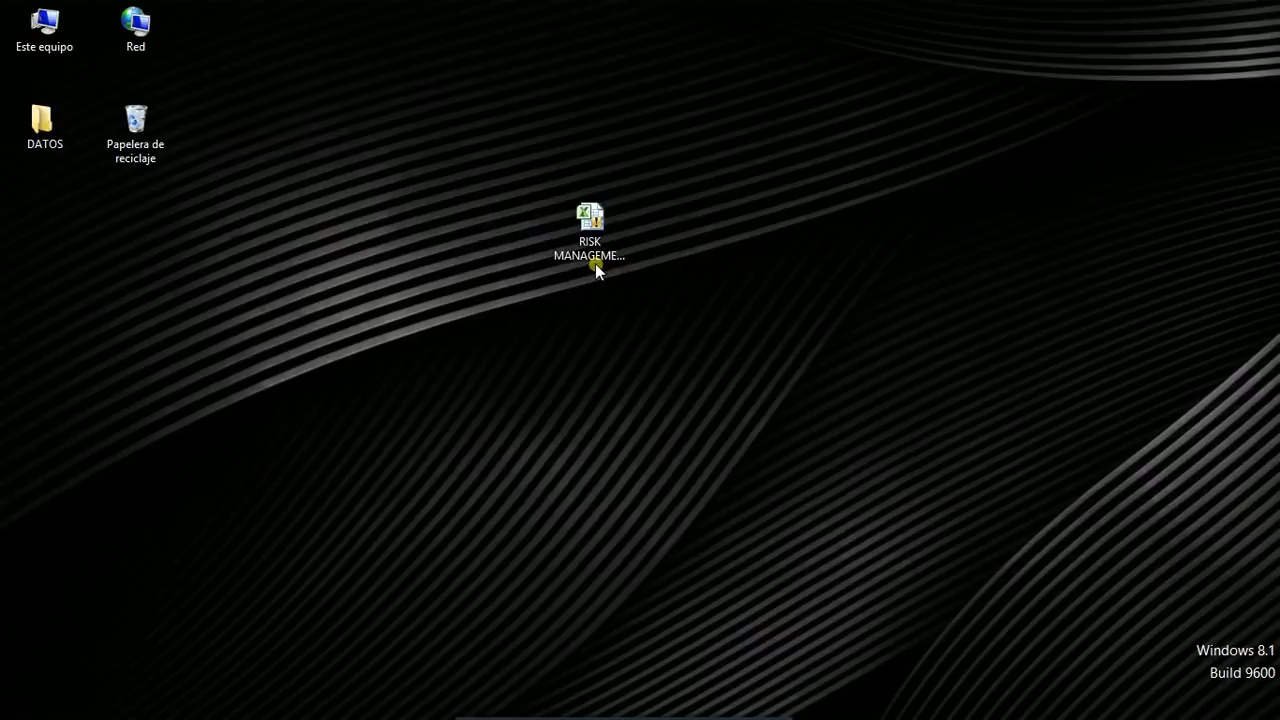 Este equipo
Red
DATOS
Papelera de
reciclaje
RISK
MANAGEME...
Windows 8.1
Build 9600